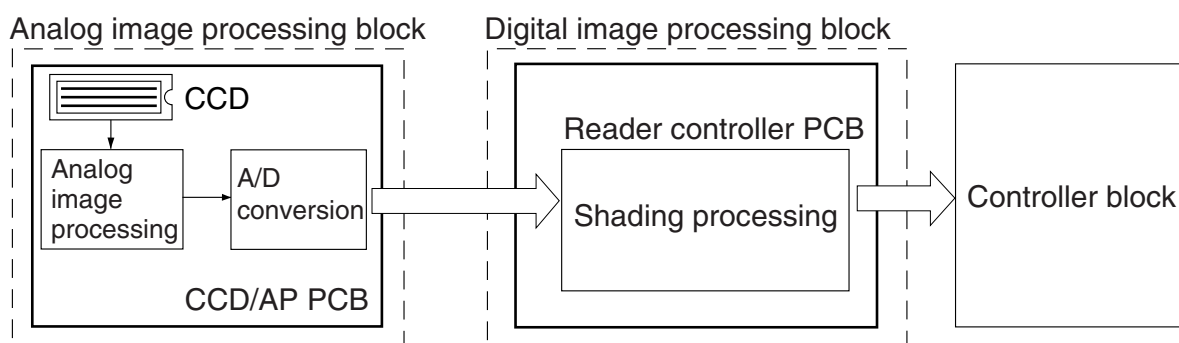 Analog image processing block
CCD
Analog
image
processing
A/D
conversion
CCD/AP PCB
Digital image processing block
Reader controller PCB
Shading processing
Controller block